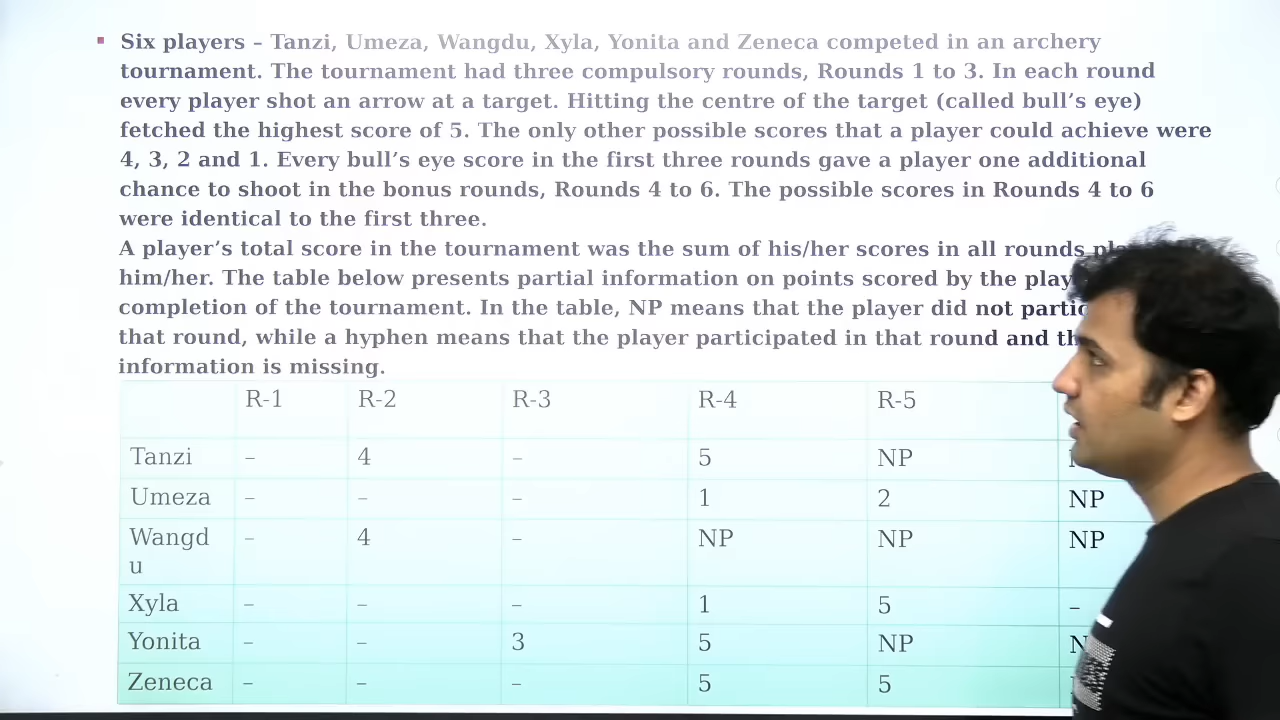 Six players – Tanzi, Umeza, Wangdu, Xyla, Yonita and Zeneca competed in an archery
tournament. The tournament had three compulsory rounds, Rounds 1 to 3. In each round
every player shot an arrow at a target. Hitting the centre of the target (called bull’s eye)
fetched the highest score of 5. The only other possible scores that a player could achieve were
4, 3, 2 and 1. Every bull’s eye score in the first three rounds gave a player one additional
chance to shoot in the bonus rounds, Rounds 4 to 6. The possible scores in Rounds 4 to 6
were identical to the first three.
A player’s total score in the tournament was the sum of his/her scores in all rounds
him/her. The table below presents partial information on points scored by the
completion of the tournament. In the table, NP means that the player did not
that round, while a hyphen means that the player participated in that round and
information is missing.
R-1 R-2 R-3 R-4 R-5
Tanzi – 4 – 5 NP
Umeza – – – 1 2 NP
Wangd – 4 – NP NP NP
u
Xyla – – – 1 5 –
Yonita – – 3 5 NP
Zeneca – – – 5 5